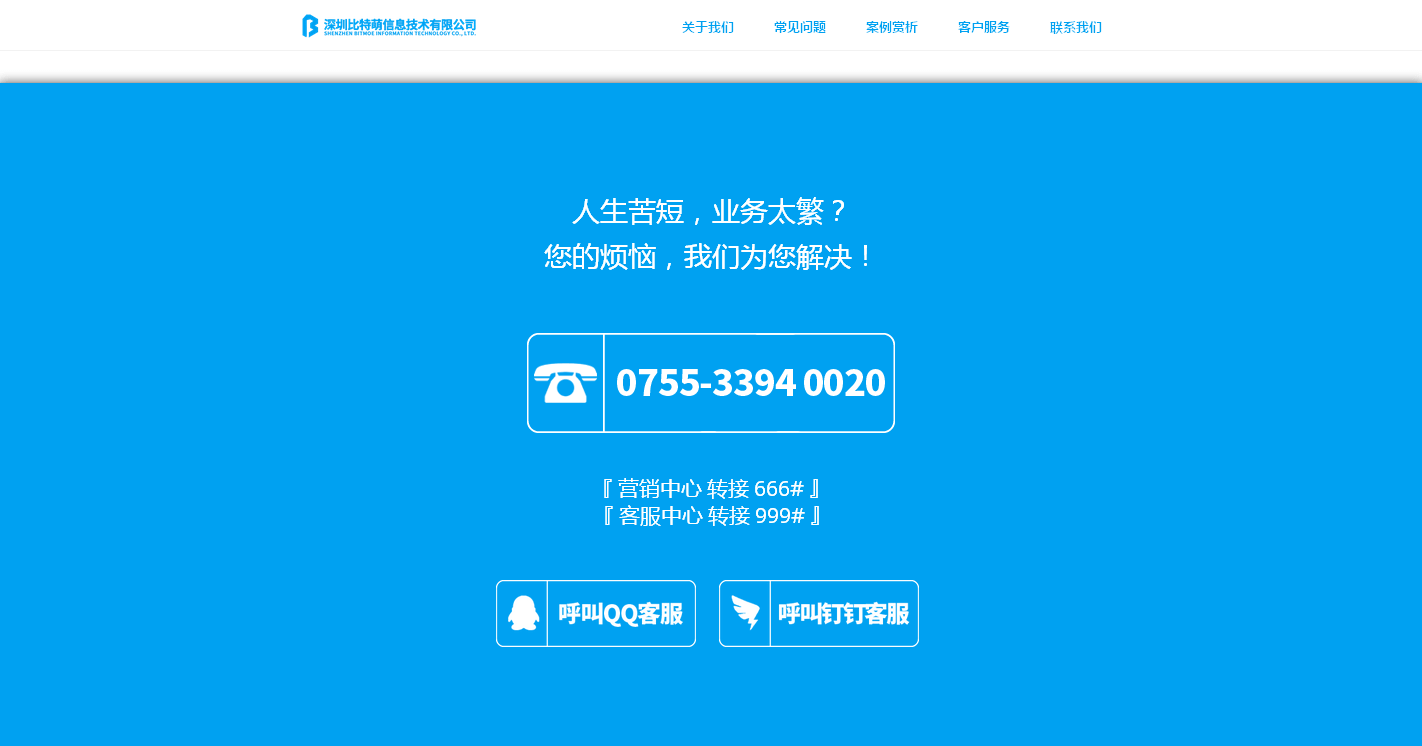 深圳比特萌信息技术有限公司
SHENZHEN BITMOE INFORMATION TECHNOLOGY CO., LTD.
关于我们
常见问题
案例赏析
客户服务
联系我们
人生苦短，业务太繁？
您的烦恼，我们为您解决！
0755-3394 0020
『 营销中心 转接 666# 』
『 客服中心 转接 999# 』
呼叫QQ客服
呼叫钉钉客服